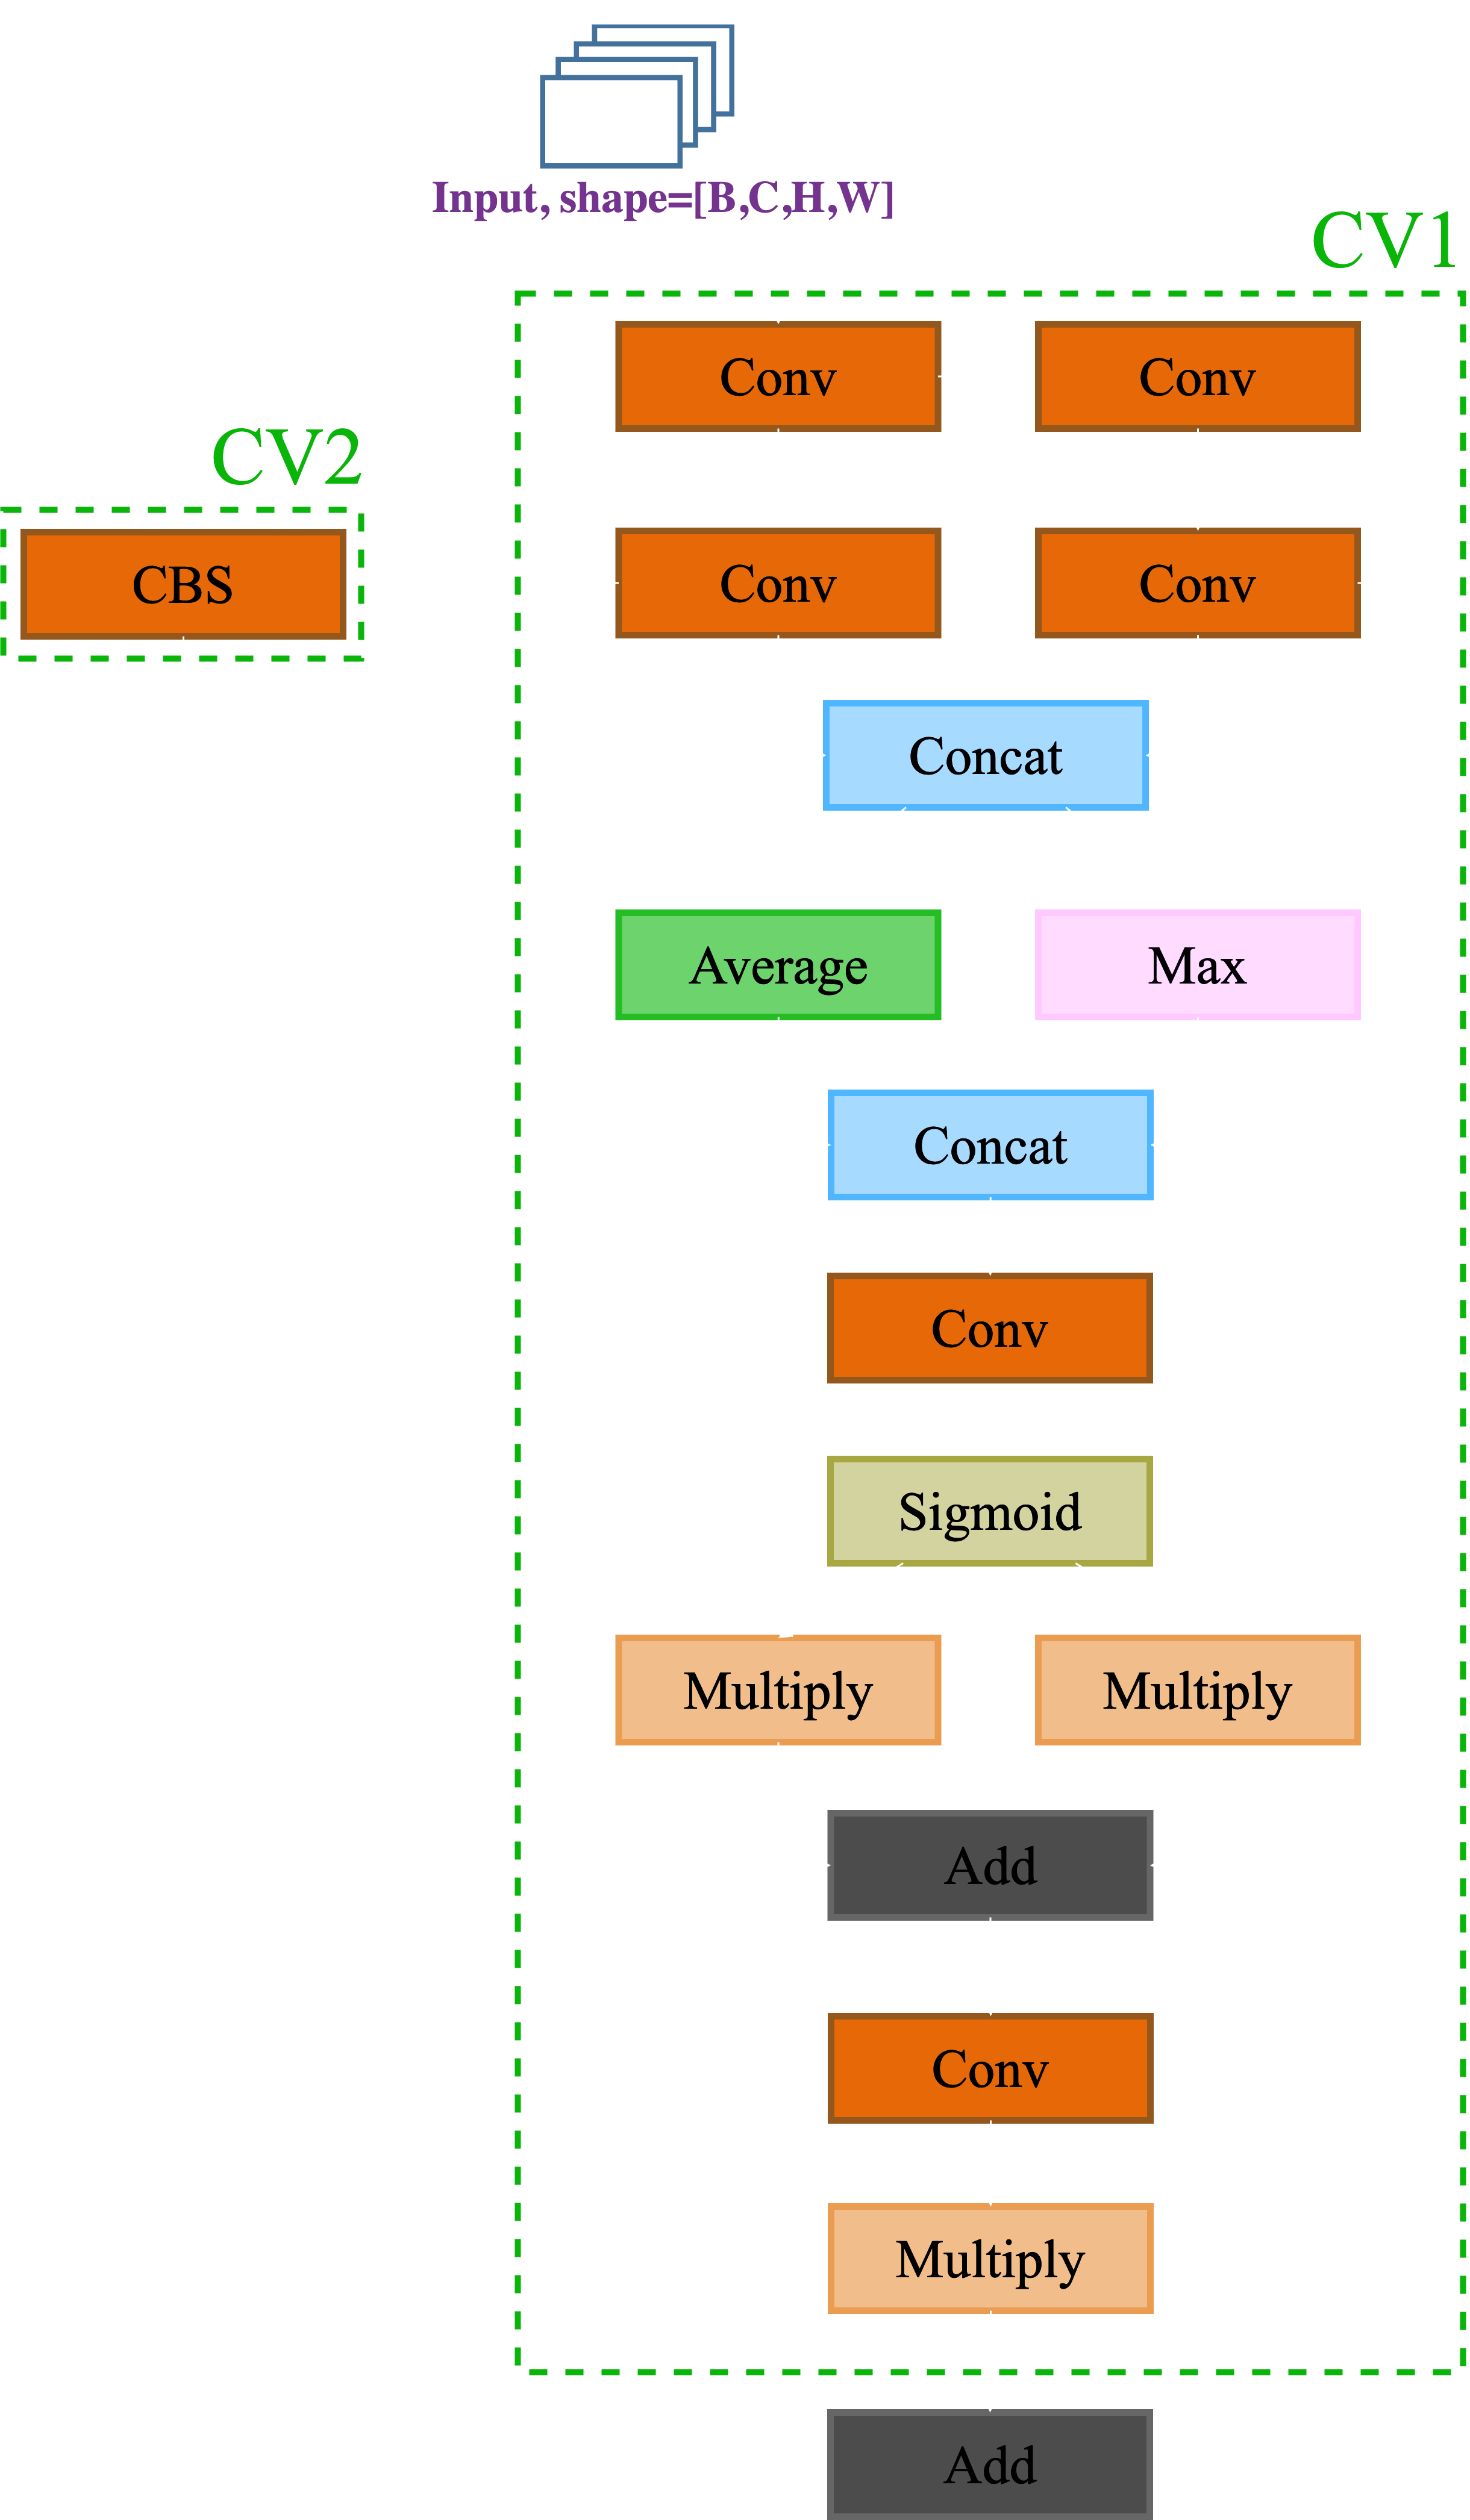 Input, shape=[B,C,H,W]
CV1
Conv
Conv
CV2
CBS
Conv
Conv
Concat
Average
Max
Concat
Conv
Sigmoid
Multiply
Multiply
Add
Conv
Multiply
Add